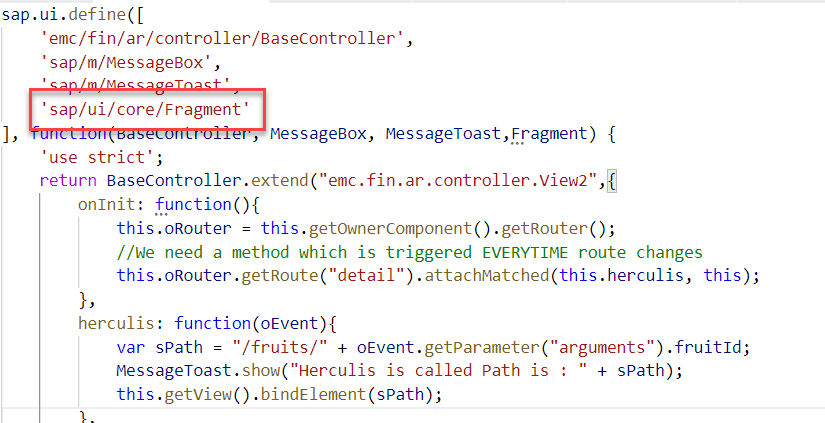 sap.ui.define([
'emc/fin/ar/controller/BaseController',
'sap/m/MessageBox',
'sap/m/MessageToast',
'sap/ui/core/Fragment'
], function(BaseController, MessageBox, MessageToast,Fragment) {
'use strict';
return BaseController.extend("emc.fin.ar.controller.View2",{
onInit: function(){
this.oRouter = this.getOwnerComponent().getRouter();
//We need a method which is triggered EVERYTIME route changes
this.oRouter.getRoute("detail").attachMatched(this.herculis, this);
},
herculis: function(oEvent){
var sPath = "/fruits/" + oEvent.getParameter("arguments").fruitId;
MessageToast.show("Herculis is called Path is : " + sPath);
this.getView().bindElement(sPath);
},